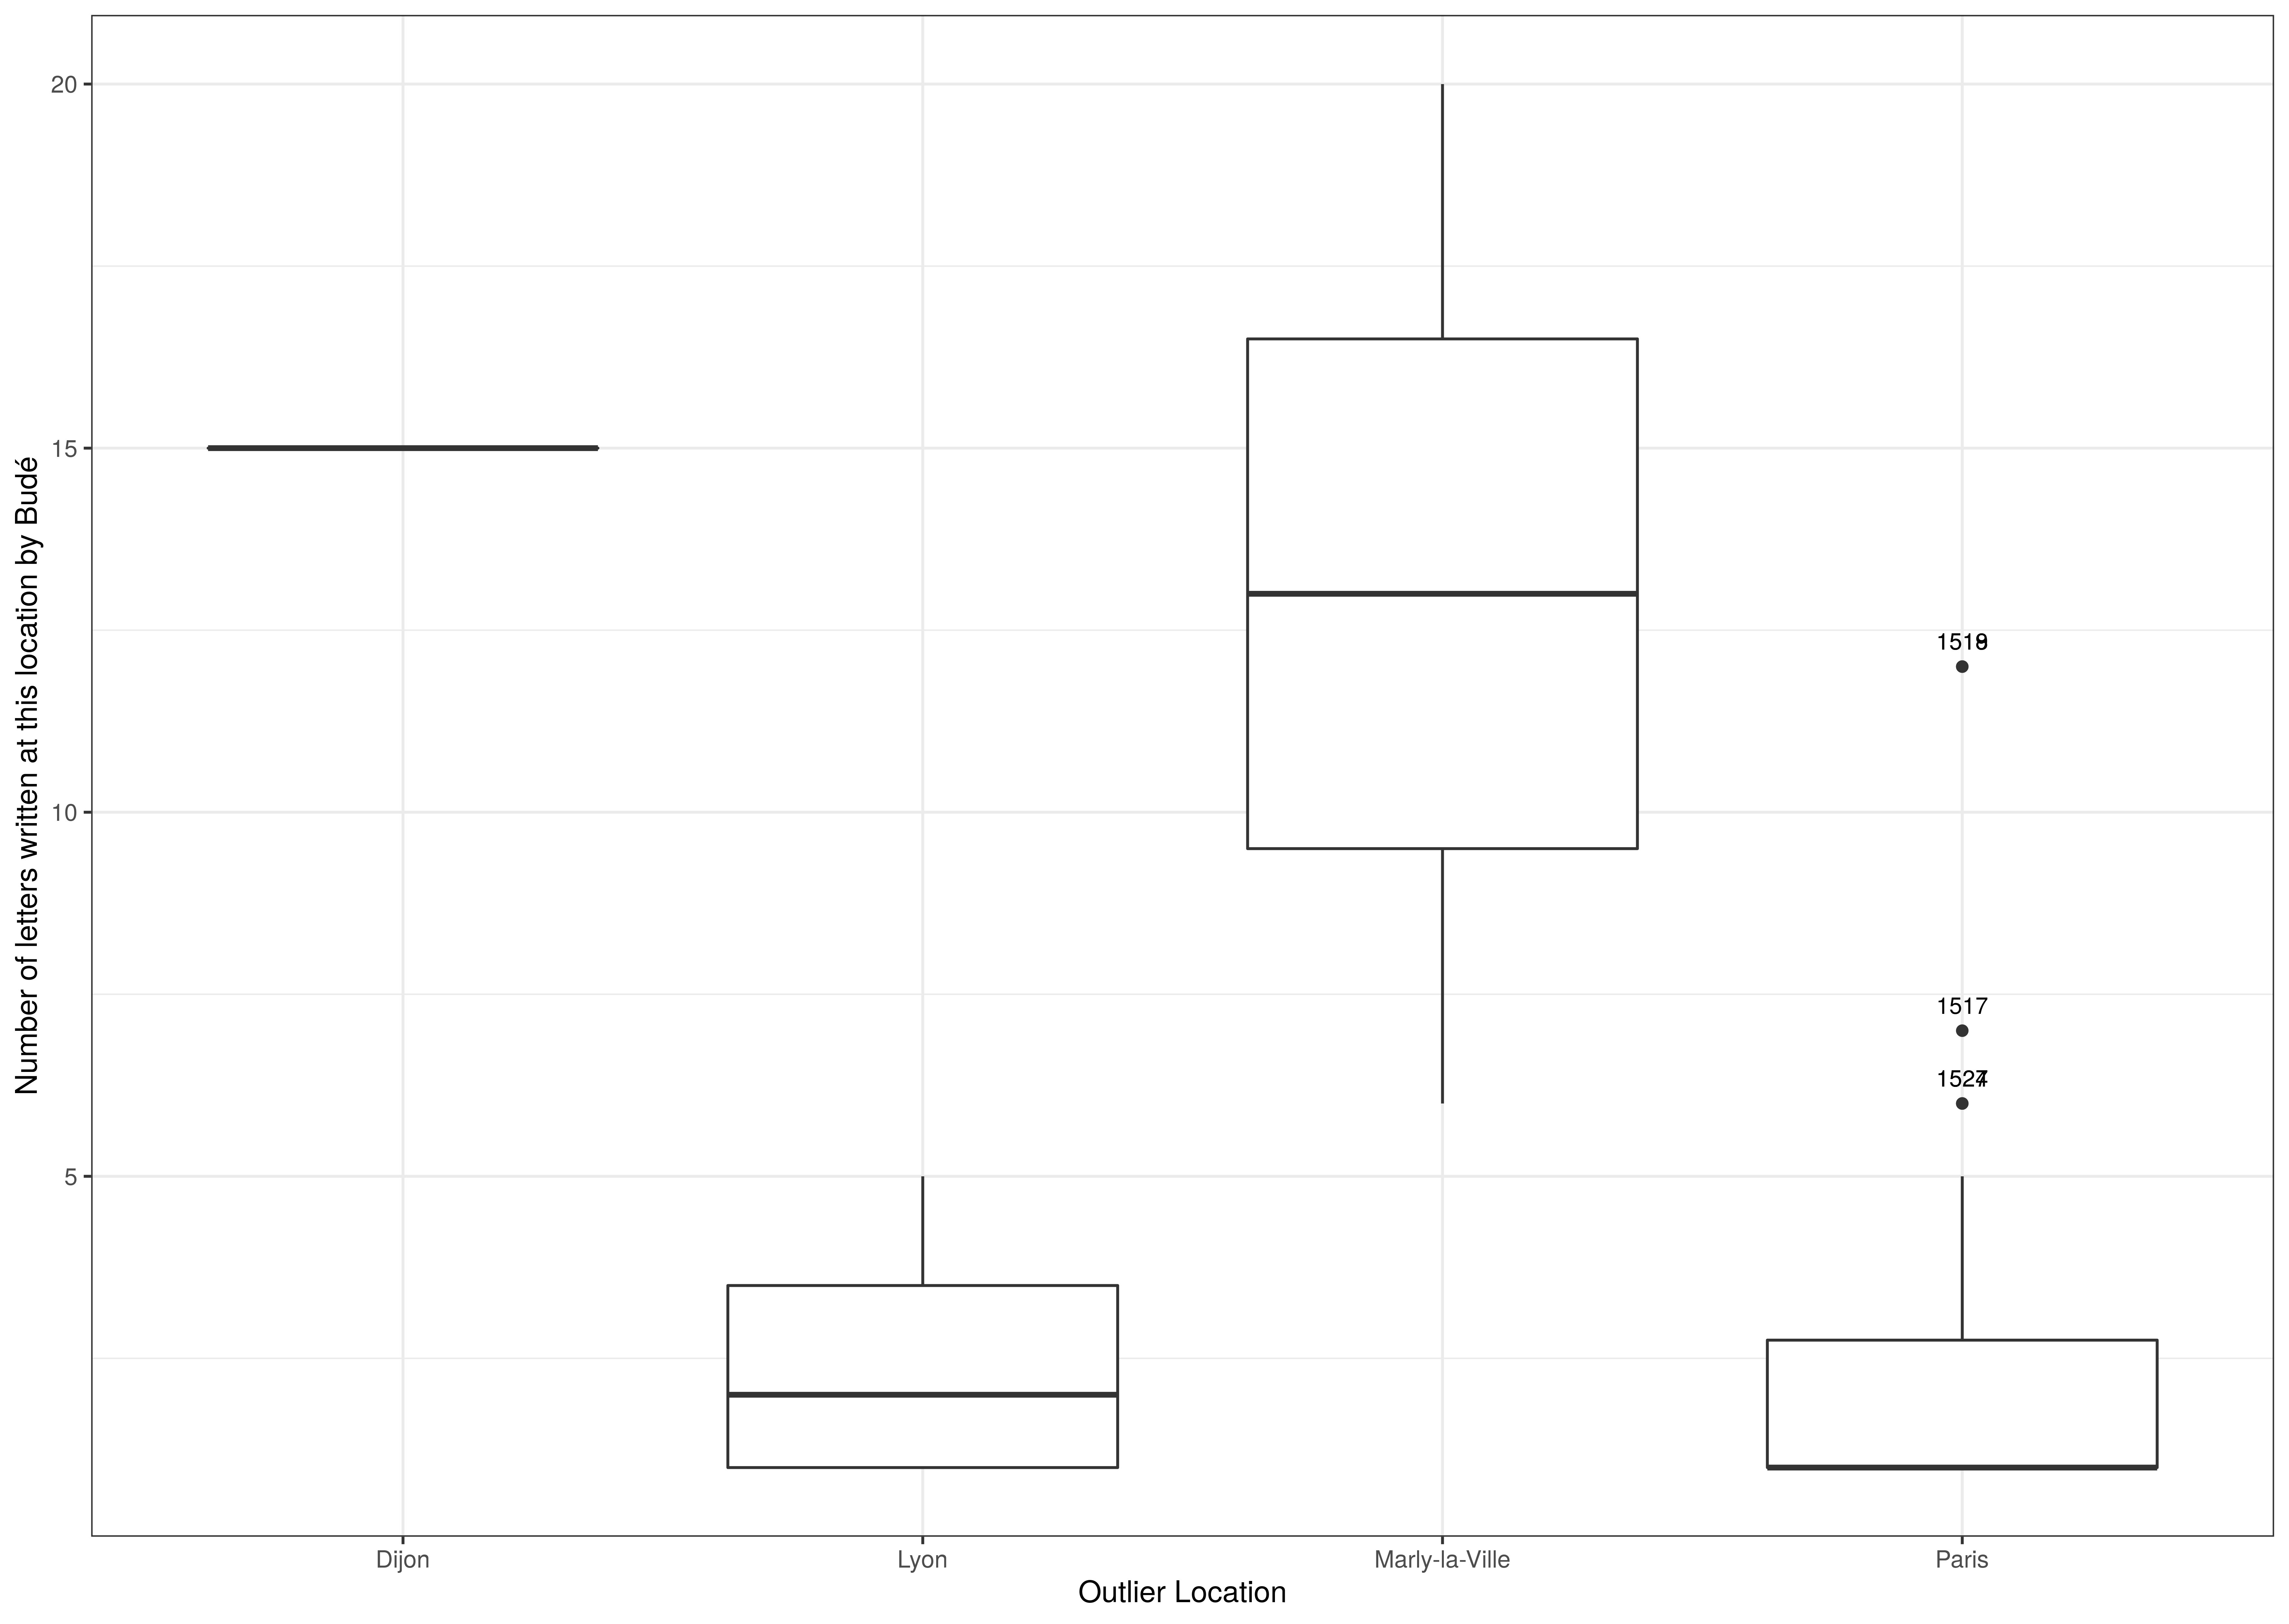 20
15
10
5
Number of letters written at this location by Budé
1517
Dijon Lyon Marly-la-Ville Paris
Outlier Location